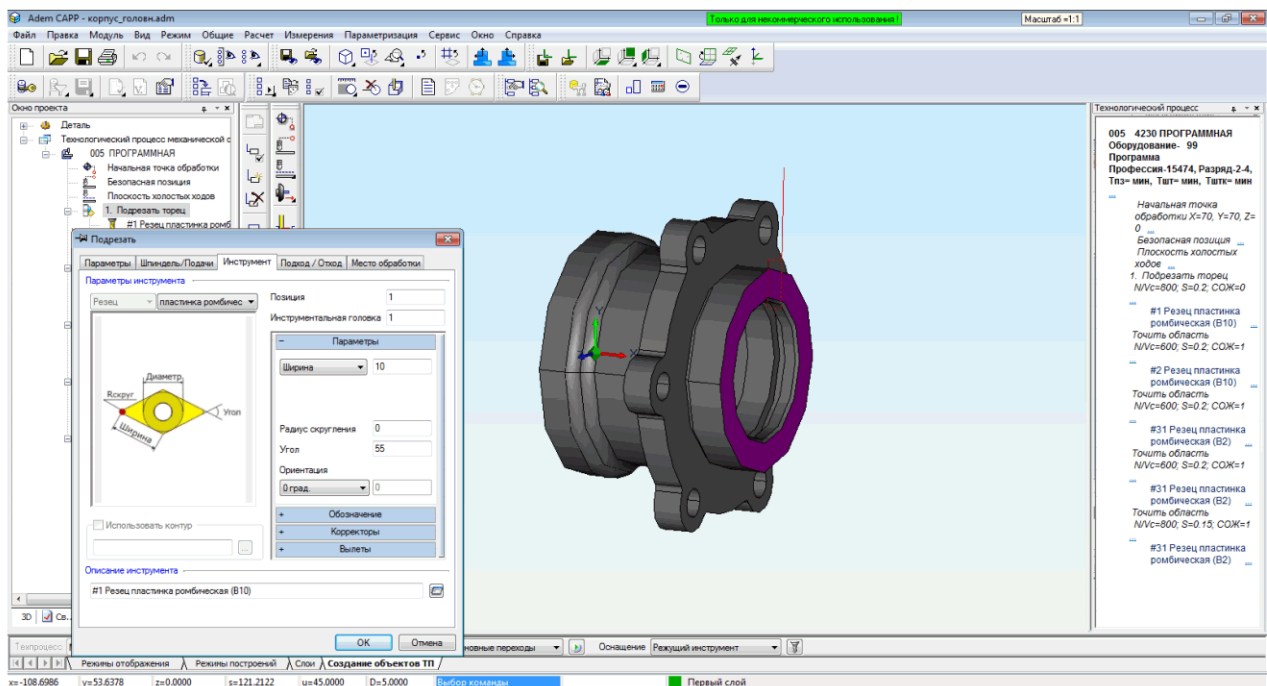 Adem CAPP - корпус_головн.adm
Только для некоммерческого использования !
Масштаб =1:1
Файл Правка Модуль Вид Режим Общие Расчет Измерения Параметризация Сервис Окно Справка
Окно проекта
Деталь
Технологический процесс механической с
005 ПРОГРАММНАЯ
Начальная точка обработки
Безопасная позиция
Плоскость холостых ходов
1. Подрезать торец
#1 Резец пластинка ромб
Подрезать
Параметры Шпиндель/Подачи Инструмент Подход / Отход Место обработки
Параметры инструмента
Резец
пластинка ромбичес
Позиция 1
Инструментальная головка 1
− Параметры
Ширина 10
Диаметр
Rскруг
Угол
Ширина
Радиус скругления 0
Угол 55
Ориентация
0 град. 0
+ Обозначение
+ Корректоры
+ Вылеты
Использовать контур
...
Описание инструмента
#1 Резец пластинка ромбическая (B10)
OK Отмена
Y
Z
X
Технологический процесс
005 4230 ПРОГРАММНАЯ
Оборудование- 99
Программа
Профессия-15474, Разряд-2-4,
Тпз= мин, Тшт= мин, Тштк= мин
...
Начальная точка
обработки X=70, Y=70, Z=
0 ...
Безопасная позиция ...
Плоскость холостых
ходов ...
1. Подрезать торец
N/Vc=800; S=0.2; СОЖ=0
...
#1 Резец пластинка
ромбическая (B10) ...
Точить область
N/Vc=600; S=0.2; СОЖ=1
...
#2 Резец пластинка
ромбическая (B10) ...
Точить область
N/Vc=600; S=0.2; СОЖ=1
...
#31 Резец пластинка
ромбическая (B2) ...
Точить область
N/Vc=600; S=0.2; СОЖ=1
...
#31 Резец пластинка
ромбическая (B2) ...
Точить область
N/Vc=800; S=0.15; СОЖ=1
...
#31 Резец пластинка
ромбическая (B2) ...
3D Св..
Техпроцесс
новные переходы
Оснащение Режущий инструмент
Режимы отображения Режимы построений Слои Создание объектов ТП
x=-108.6986 y=53.6378 z=0.0000 s=121.2122 u=45.0000 D=5.0000 Выбор команды Первый слой